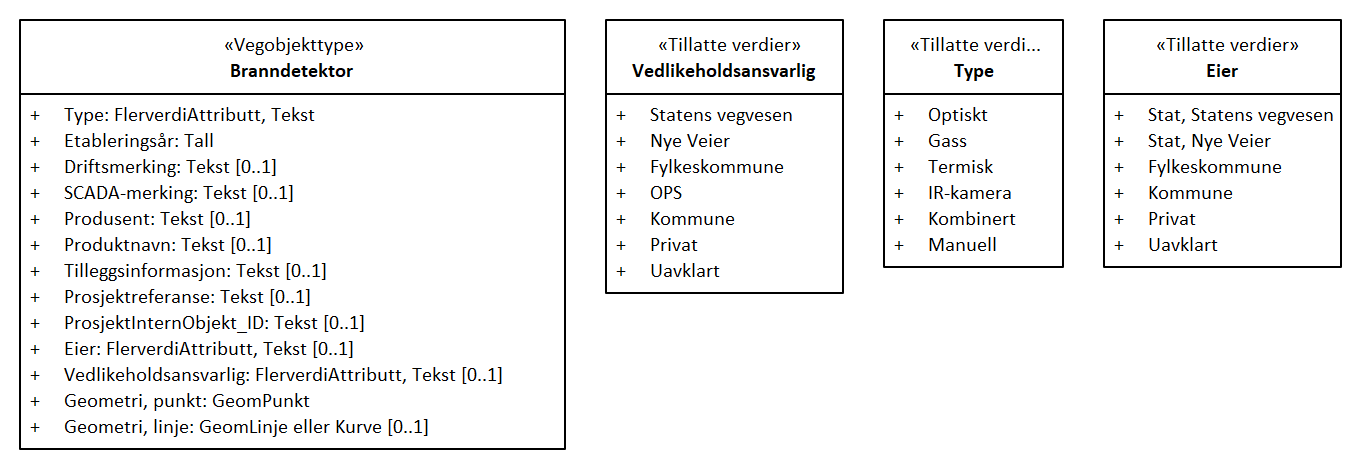 «Vegobjekttype»
Branndetektor
+ Type: FlerverdiAttributt, Tekst
+ Etableringsår: Tall
+ Driftsmerking: Tekst [0..1]
+ SCADA-merking: Tekst [0..1]
+ Produsent: Tekst [0..1]
+ Produktnavn: Tekst [0..1]
+ Tilleggsinformasjon: Tekst [0..1]
+ Prosjektreferanse: Tekst [0..1]
+ ProsjektInternObjekt_ID: Tekst [0..1]
+ Eier: FlerverdiAttributt, Tekst [0..1]
+ Vedlikeholdsansvarlig: FlerverdiAttributt, Tekst [0..1]
+ Geometri, punkt: GeomPunkt
+ Geometri, linje: GeomLinje eller Kurve [0..1]
«Tillatte verdier»
Vedlikeholdsansvarlig
+ Statens vegvesen
+ Nye Veier
+ Fylkeskommune
+ OPS
+ Kommune
+ Privat
+ Uavklart
«Tillatte verdi...
Type
+ Optiskt
+ Gass
+ Termisk
+ IR-kamera
+ Kombinert
+ Manuell
«Tillatte verdier»
Eier
+ Stat, Statens vegvesen
+ Stat, Nye Veier
+ Fylkeskommune
+ Kommune
+ Privat
+ Uavklart